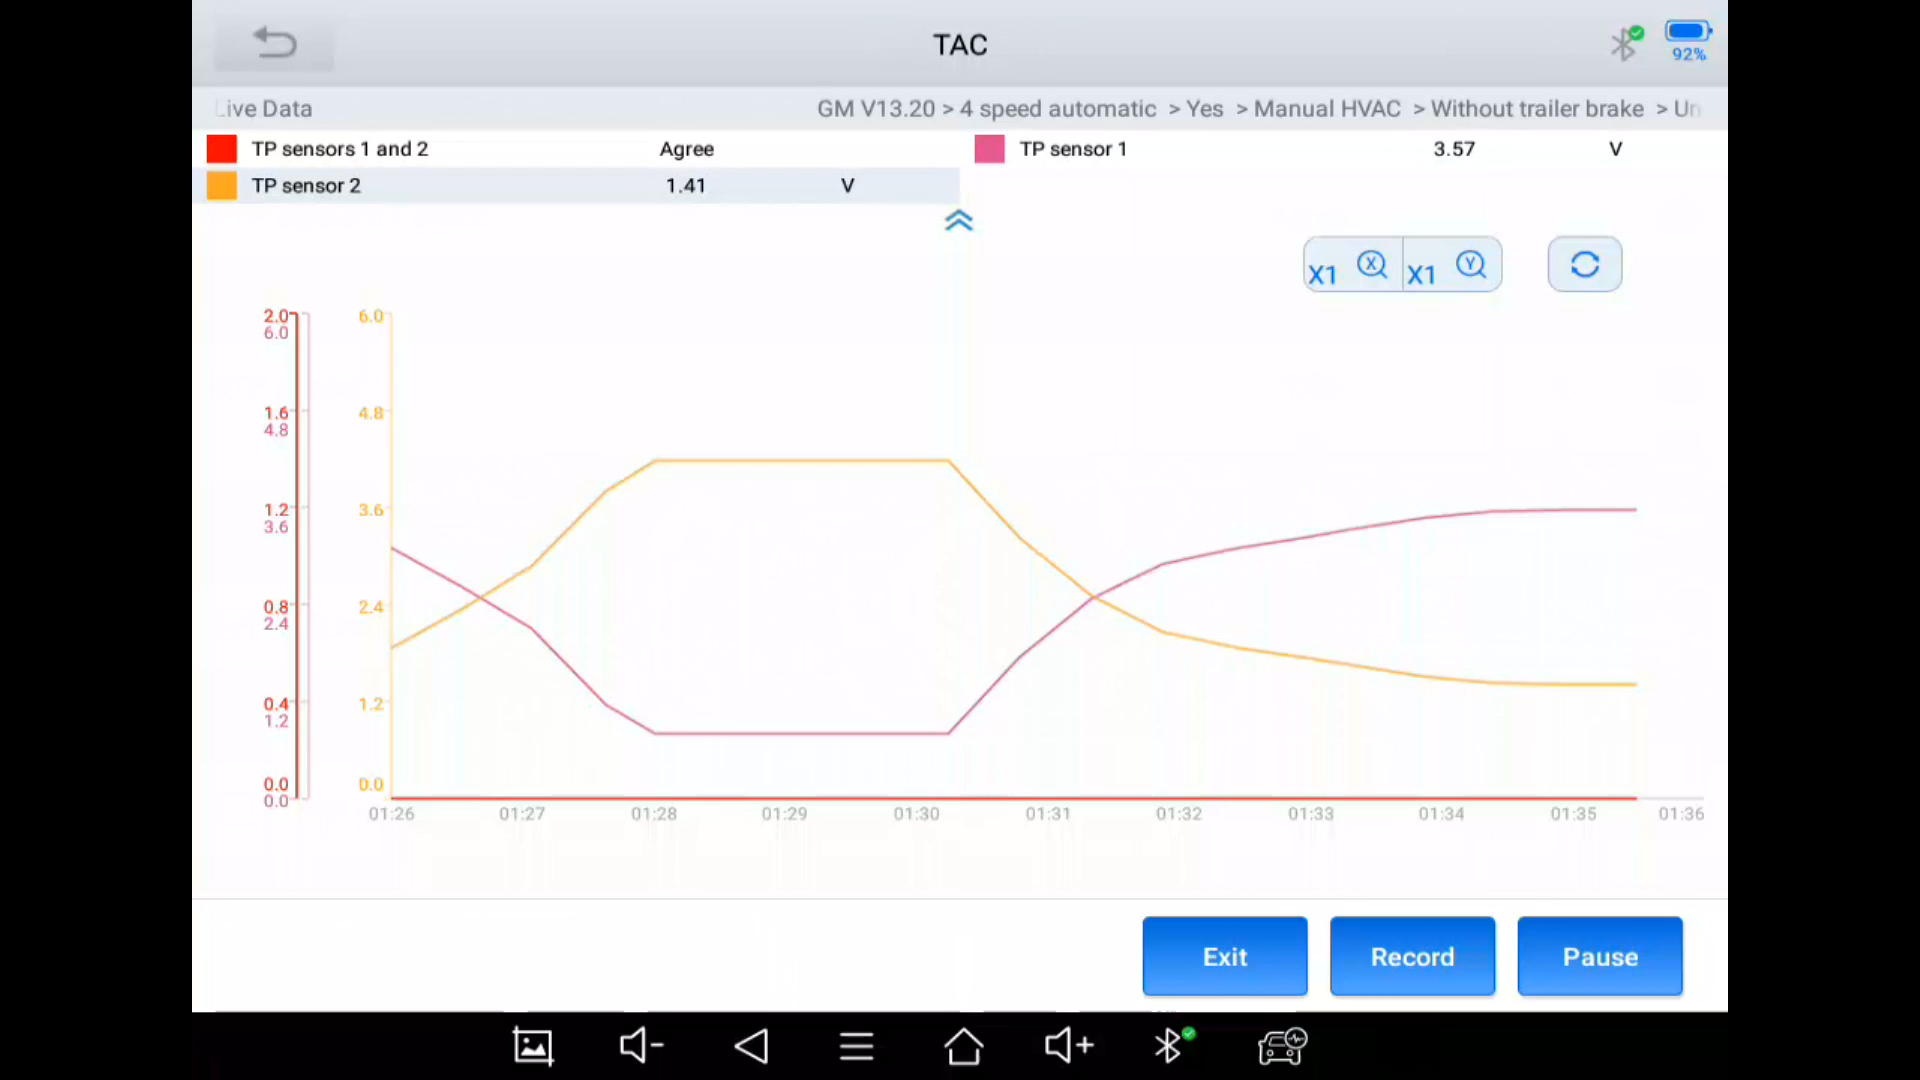 TAC
92%
Live Data
GM V13.20 > 4 speed automatic > Yes > Manual HVAC > Without trailer brake > Un
TP sensors 1 and 2 Agree
TP sensor 1 3.57 V
TP sensor 2 1.41 V
X1 X X1 Y
2.0 6.0
6.0
1.6 4.8
4.8
1.2 3.6
3.6
0.8 2.4
2.4
0.4 1.2
1.2
0.0 0.0
0.0
01:26 01:27 01:28 01:29 01:30 01:31 01:32 01:33 01:34 01:35 01:36
Exit Record Pause